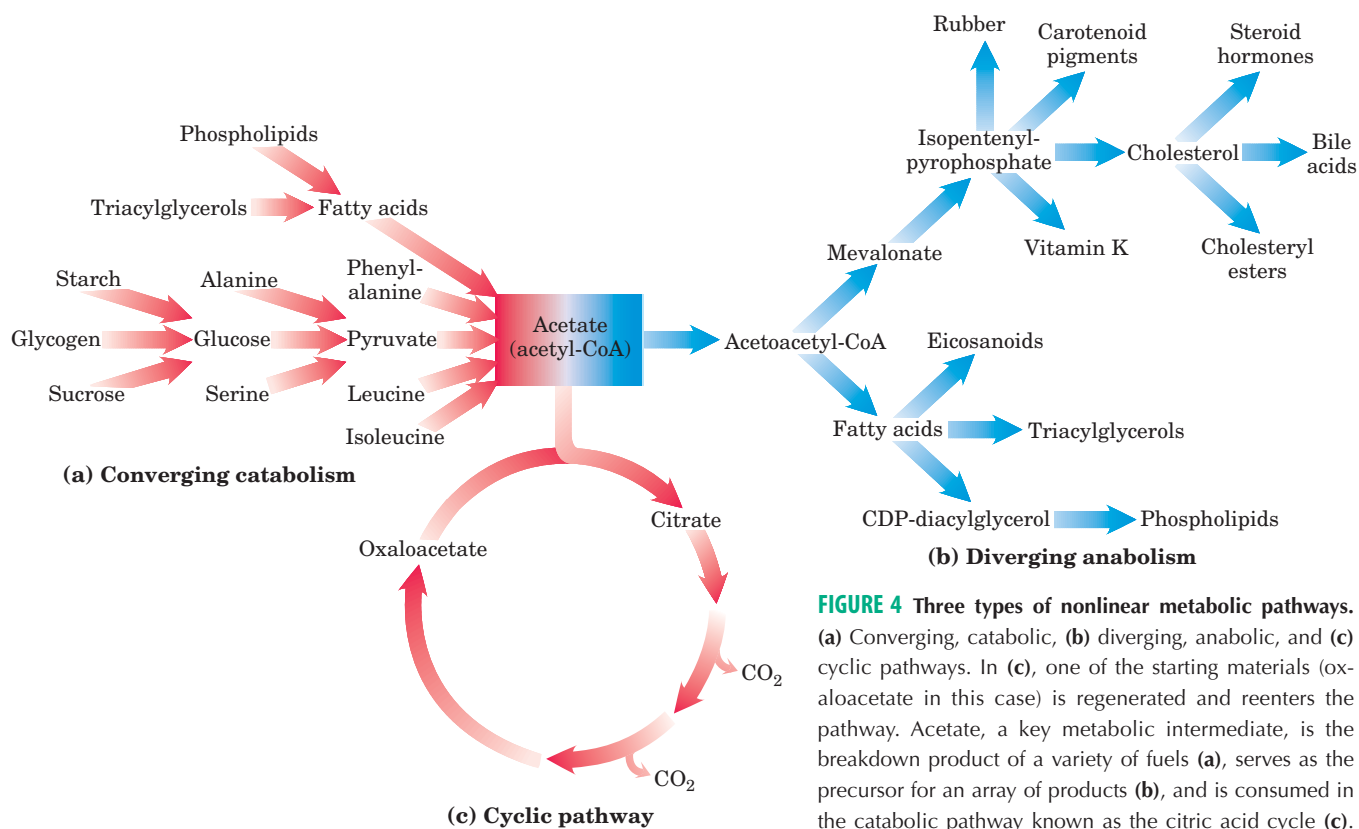 Phospholipids
Triacylglycerols
Fatty acids
Starch
Alanine
Phenyl-
alanine
Glycogen
Glucose
Pyruvate
Sucrose
Serine
Leucine
Isoleucine
(a) Converging catabolism
Acetate
(acetyl-CoA)
Acetoacetyl-CoA
Mevalonate
Isopentenyl-
pyrophosphate
Rubber
Carotenoid
pigments
Steroid
hormones
Cholesterol
Bile
acids
Vitamin K
Cholesteryl
esters
Eicosanoids
Fatty acids
Triacylglycerols
CDP-diacylglycerol
Phospholipids
(b) Diverging anabolism
Oxaloacetate
Citrate
CO2
CO2
(c) Cyclic pathway
FIGURE 4 Three types of nonlinear metabolic pathways.
(a) Converging, catabolic, (b) diverging, anabolic, and (c)
cyclic pathways. In (c), one of the starting materials (ox-
aloacetate in this case) is regenerated and reenters the
pathway. Acetate, a key metabolic intermediate, is the
breakdown product of a variety of fuels (a), serves as the
precursor for an array of products (b), and is consumed in
the catabolic pathway known as the citric acid cycle (c).